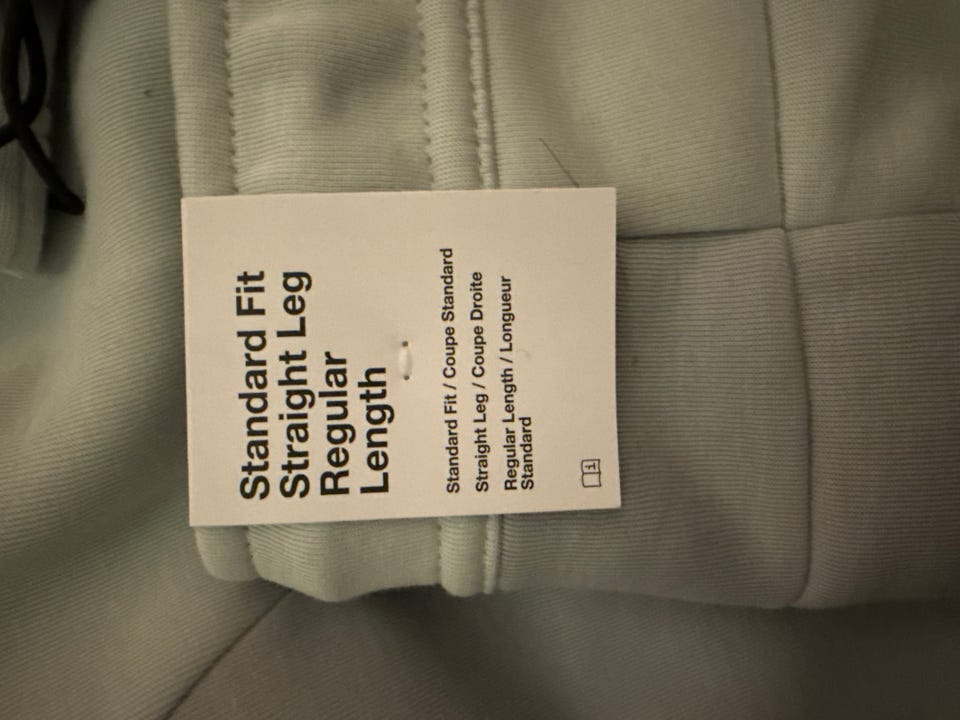 Standard Fit
Straight Leg
Regular
Length
Standard Fit / Coupe Standard
Straight Leg / Coupe Droite
Regular Length / Longueur
Standard